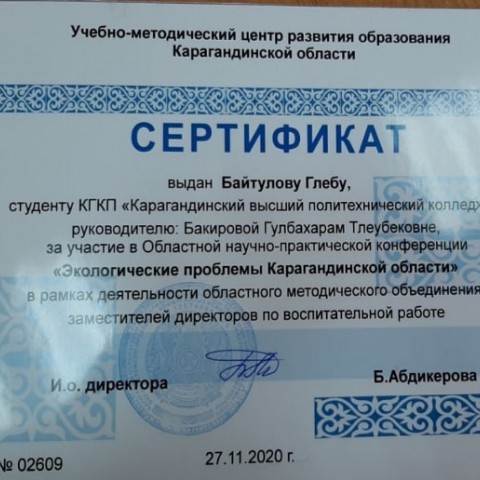 Учебно-методический центр развития образования
Карагандинской области
СЕРТИФИКАТ
выдан Байтулову Глебу,
студенту КГКП «Карагандинский высший политехнический колледж
руководителю: Бакировой Гулбахарам Тлеубековне,
за участие в Областной научно-практической конференции
«Экологические проблемы Карагандинской области»
в рамках деятельности областного методического объединения
заместителей директоров по воспитательной работе
И.о. директора
Б.Абдикерова
№ 02609
27.11.2020 г.